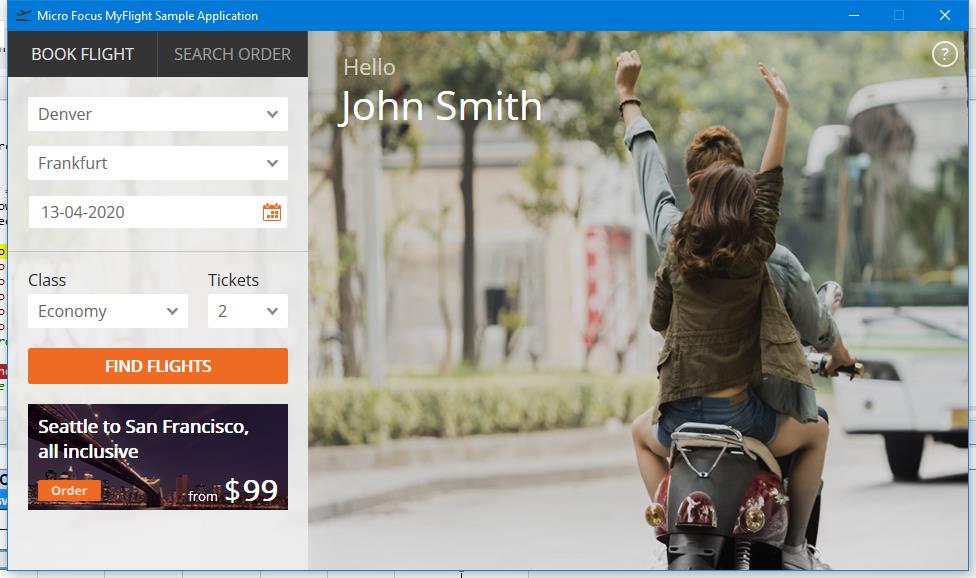 Micro Focus MyFlight Sample Application
BOOK FLIGHT
SEARCH ORDER
Denver
Frankfurt
13-04-2020
Class
Tickets
Economy
2
FIND FLIGHTS
Seattle to San Francisco,
all inclusive
Order
from $99
Hello
John Smith
?